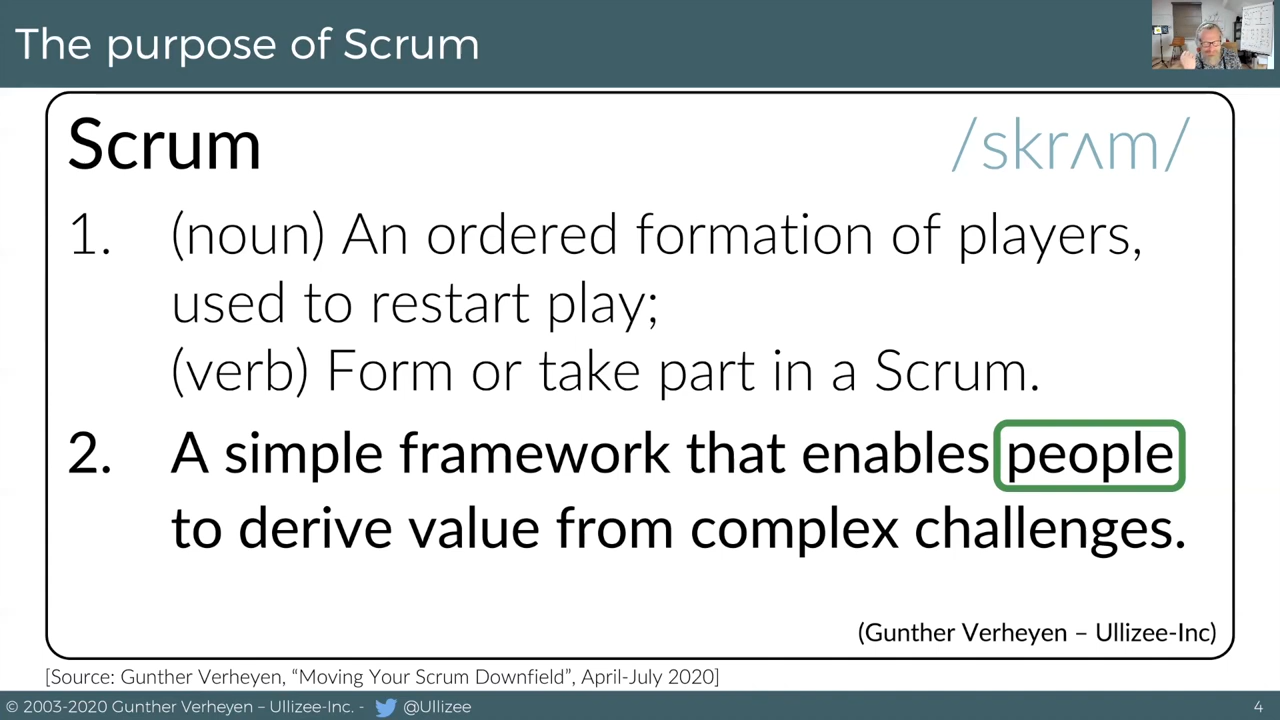 The purpose of Scrum
Scrum
/skrʌm/
1. (noun) An ordered formation of players,
used to restart play;
(verb) Form or take part in a Scrum.
2. A simple framework that enables people
to derive value from complex challenges.
(Gunther Verheyen – Ullizee-Inc)
[Source: Gunther Verheyen, “Moving Your Scrum Downfield”, April-July 2020]
© 2003-2020 Gunther Verheyen – Ullizee-Inc. - @Ullizee
4